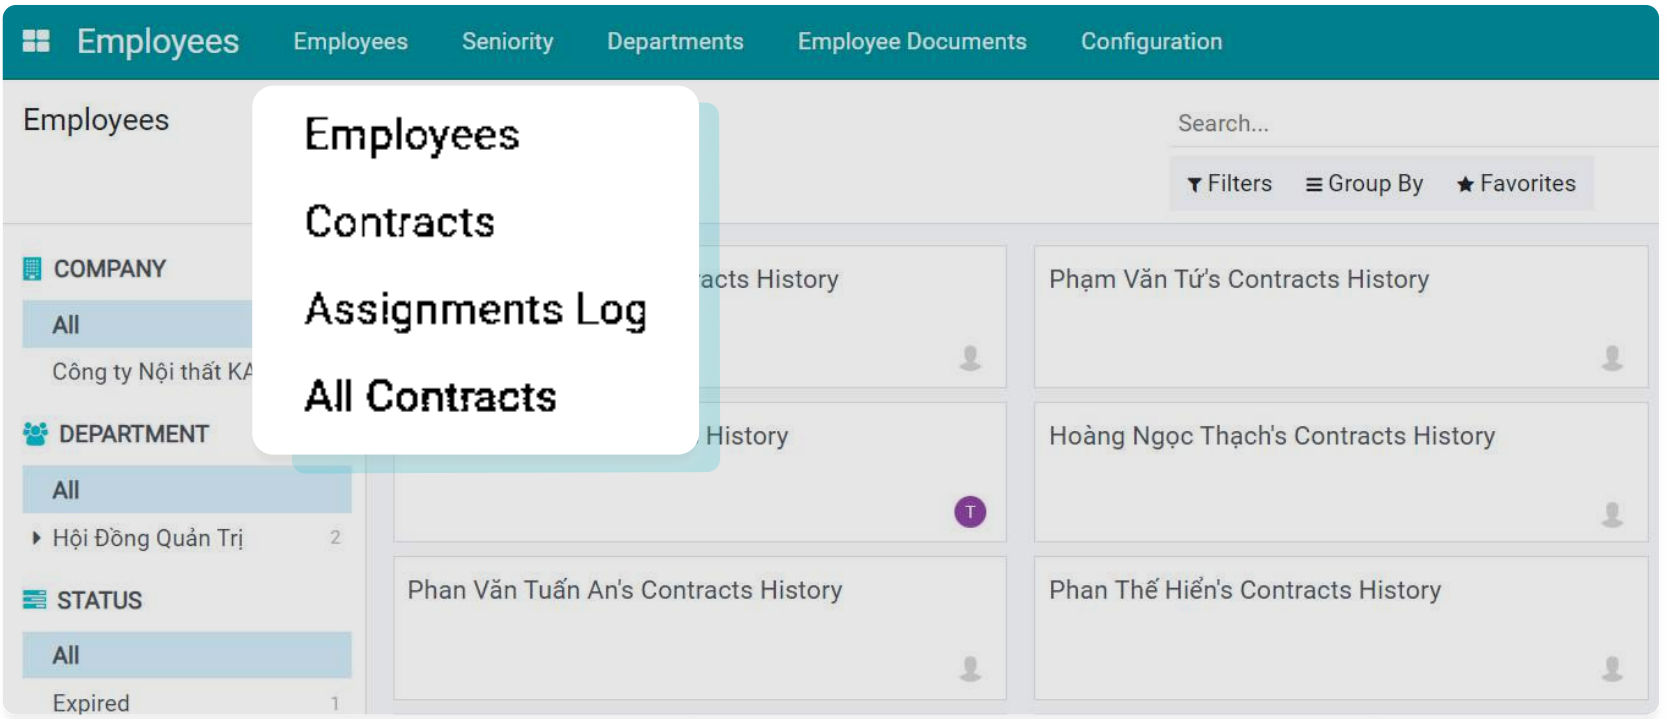 Employees Employees Seniority Departments Employee Documents Configuration
Employees
Search...
Filters Group By Favorites
Employees
Contracts
Assignments Log
All Contracts
COMPANY
All
Công ty Nội thất
DEPARTMENT
All
Hội Đồng Quản Trị 2
STATUS
All
Expired 1
History
Phạm Văn Tứ's Contracts History
History
T
Hoàng Ngọc Thạch's Contracts History
Phan Văn Tuấn An's Contracts History
Phan Thế Hiển's Contracts History